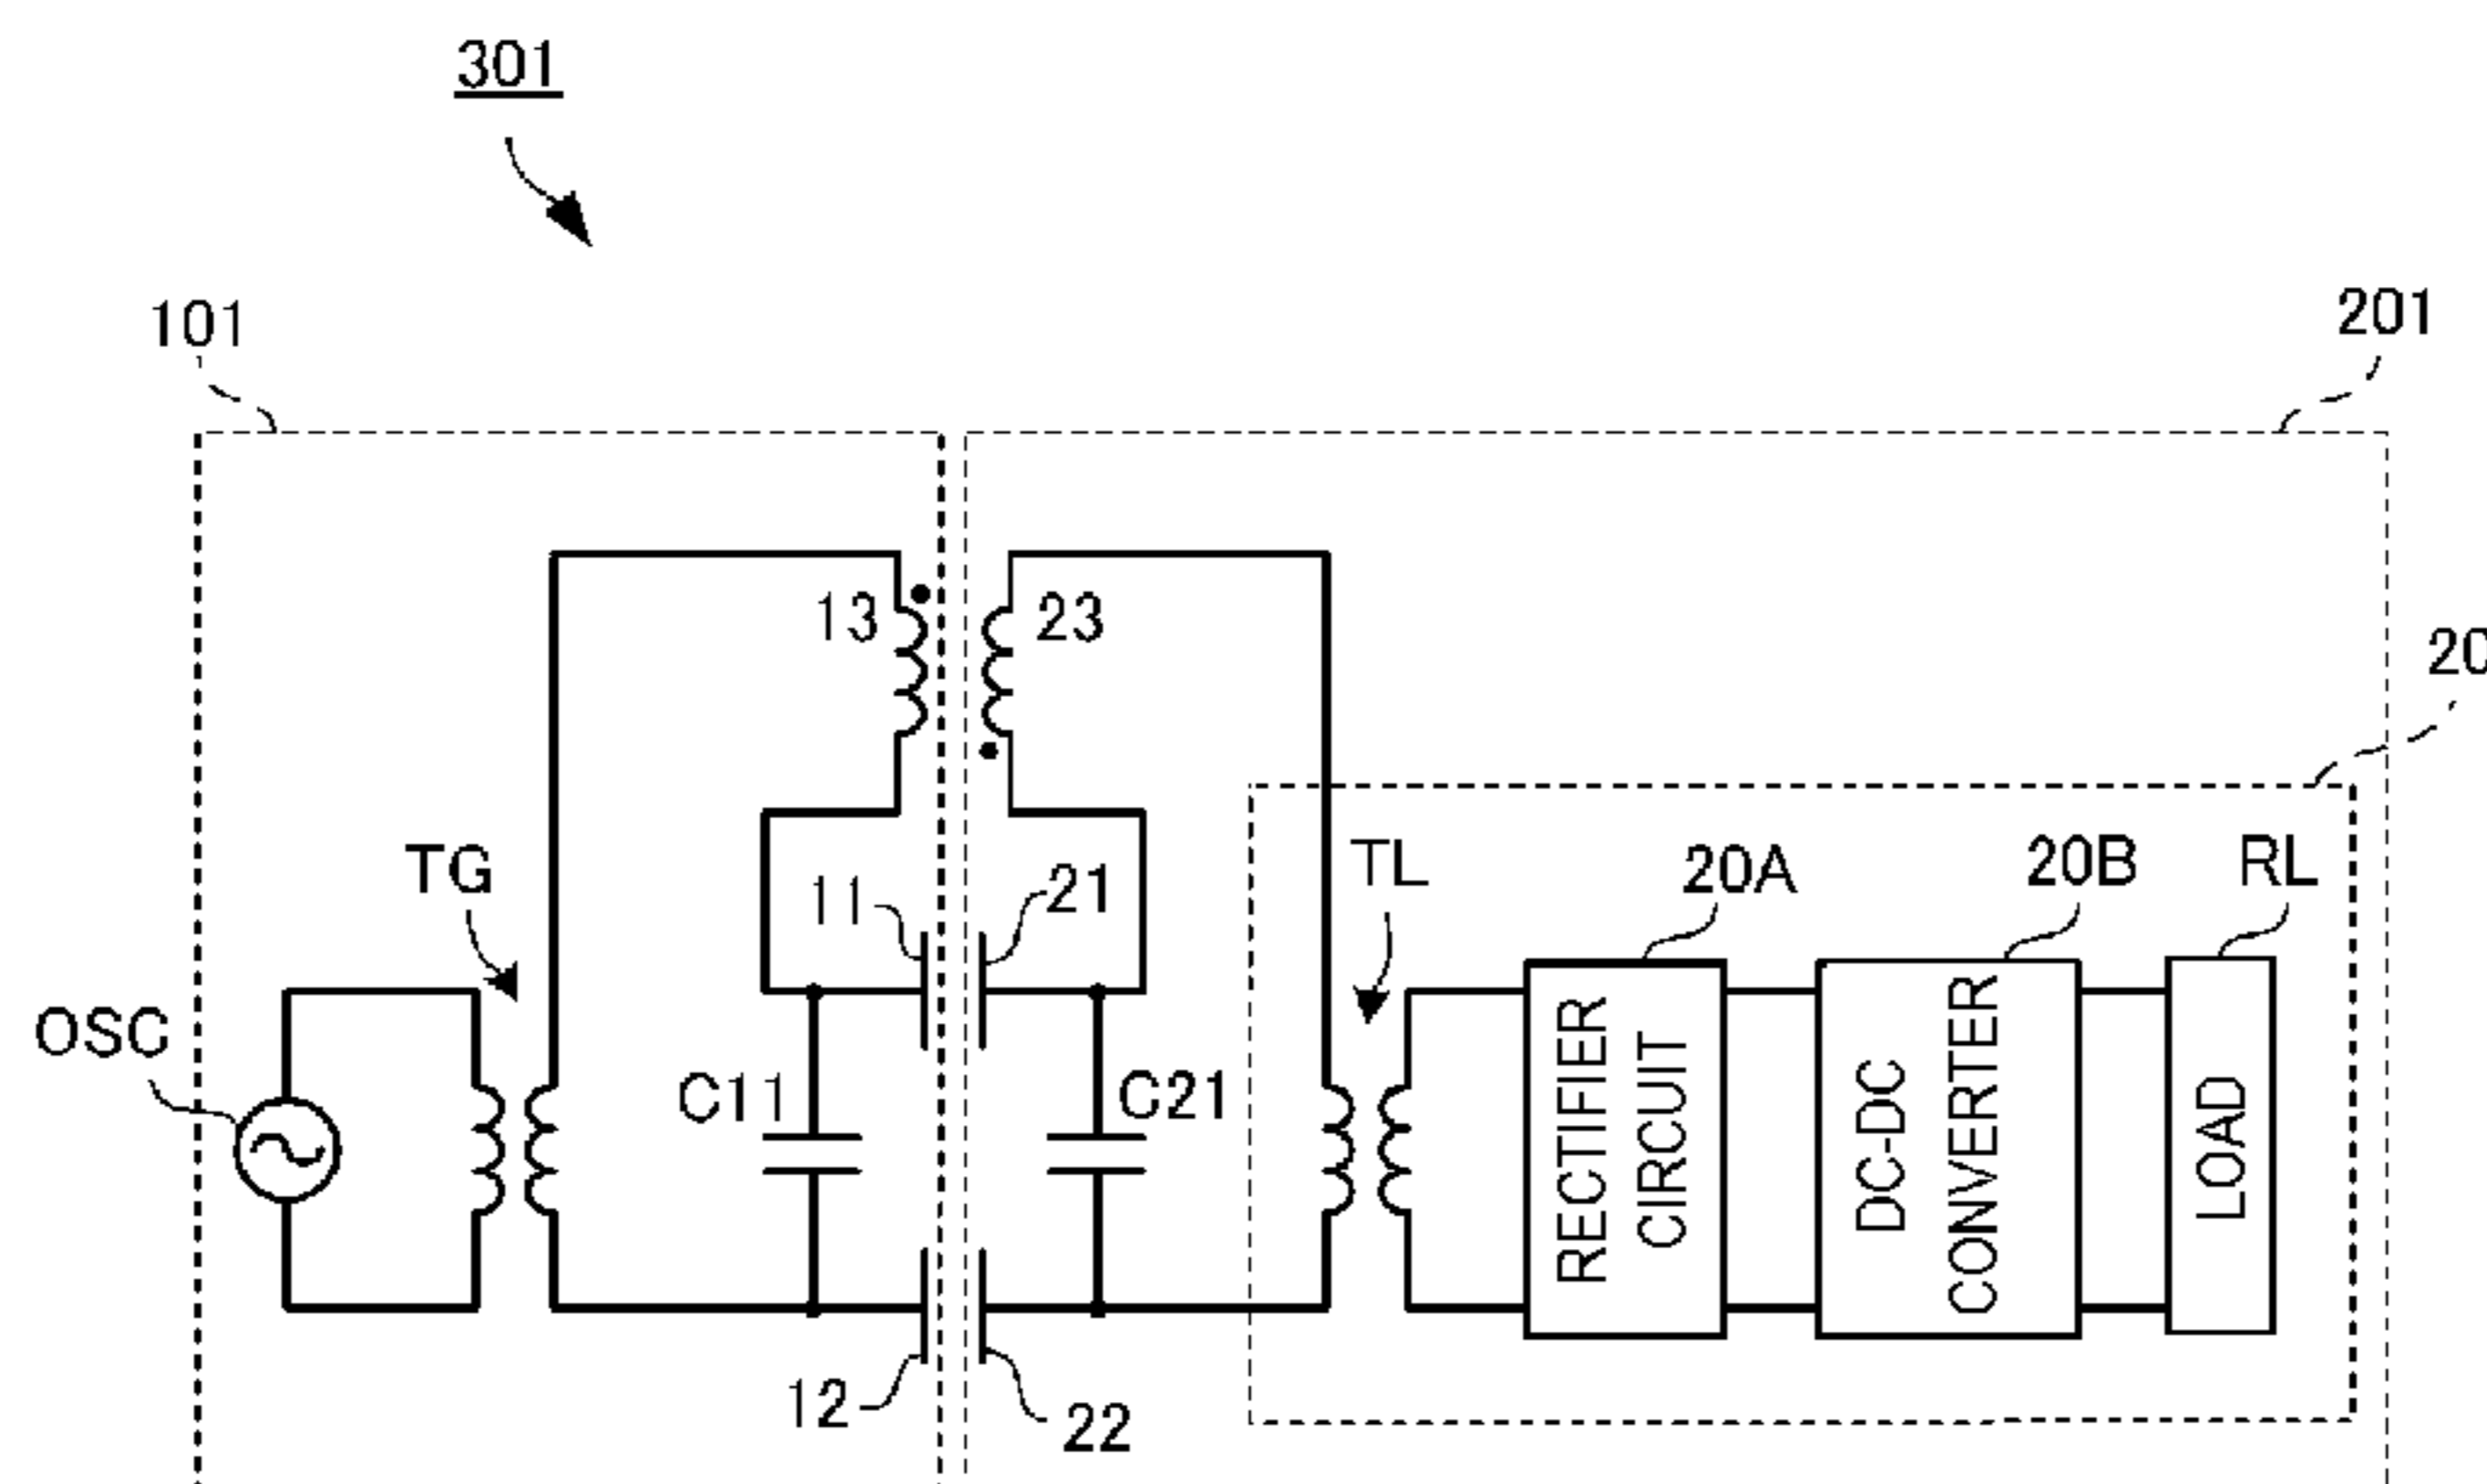 301
101
201
20
13
23
TG
11
21
TL
20A
20B
RL
OSC
C11
C21
RECTIFIER
CIRCUIT
DC-DC
CONVERTER
LOAD
12
22